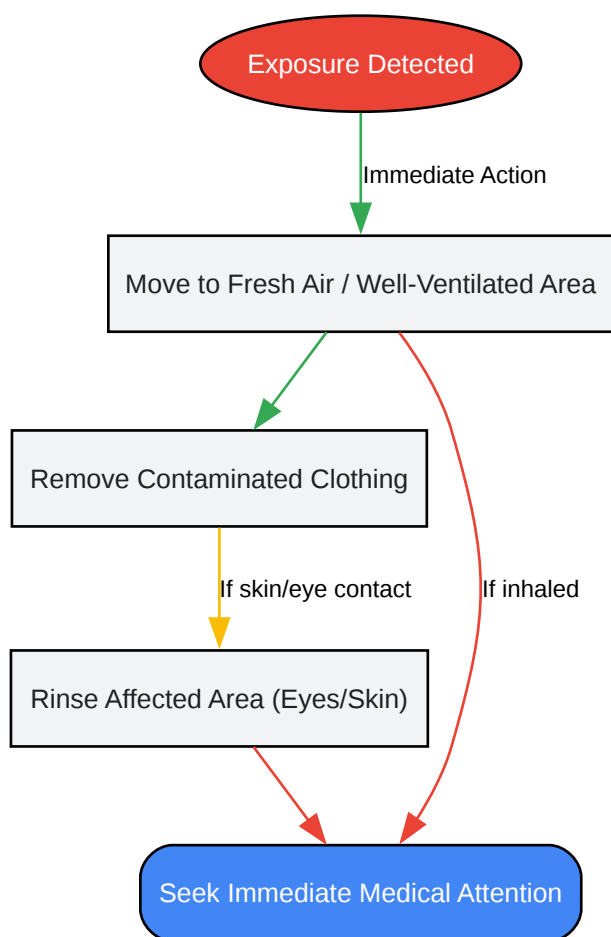 Exposure Detected
Immediate Action
Move to Fresh Air / Well-Ventilated Area
Remove Contaminated Clothing
If skin/eye contact
If inhaled
Rinse Affected Area (Eyes/Skin)
Seek Immediate Medical Attention